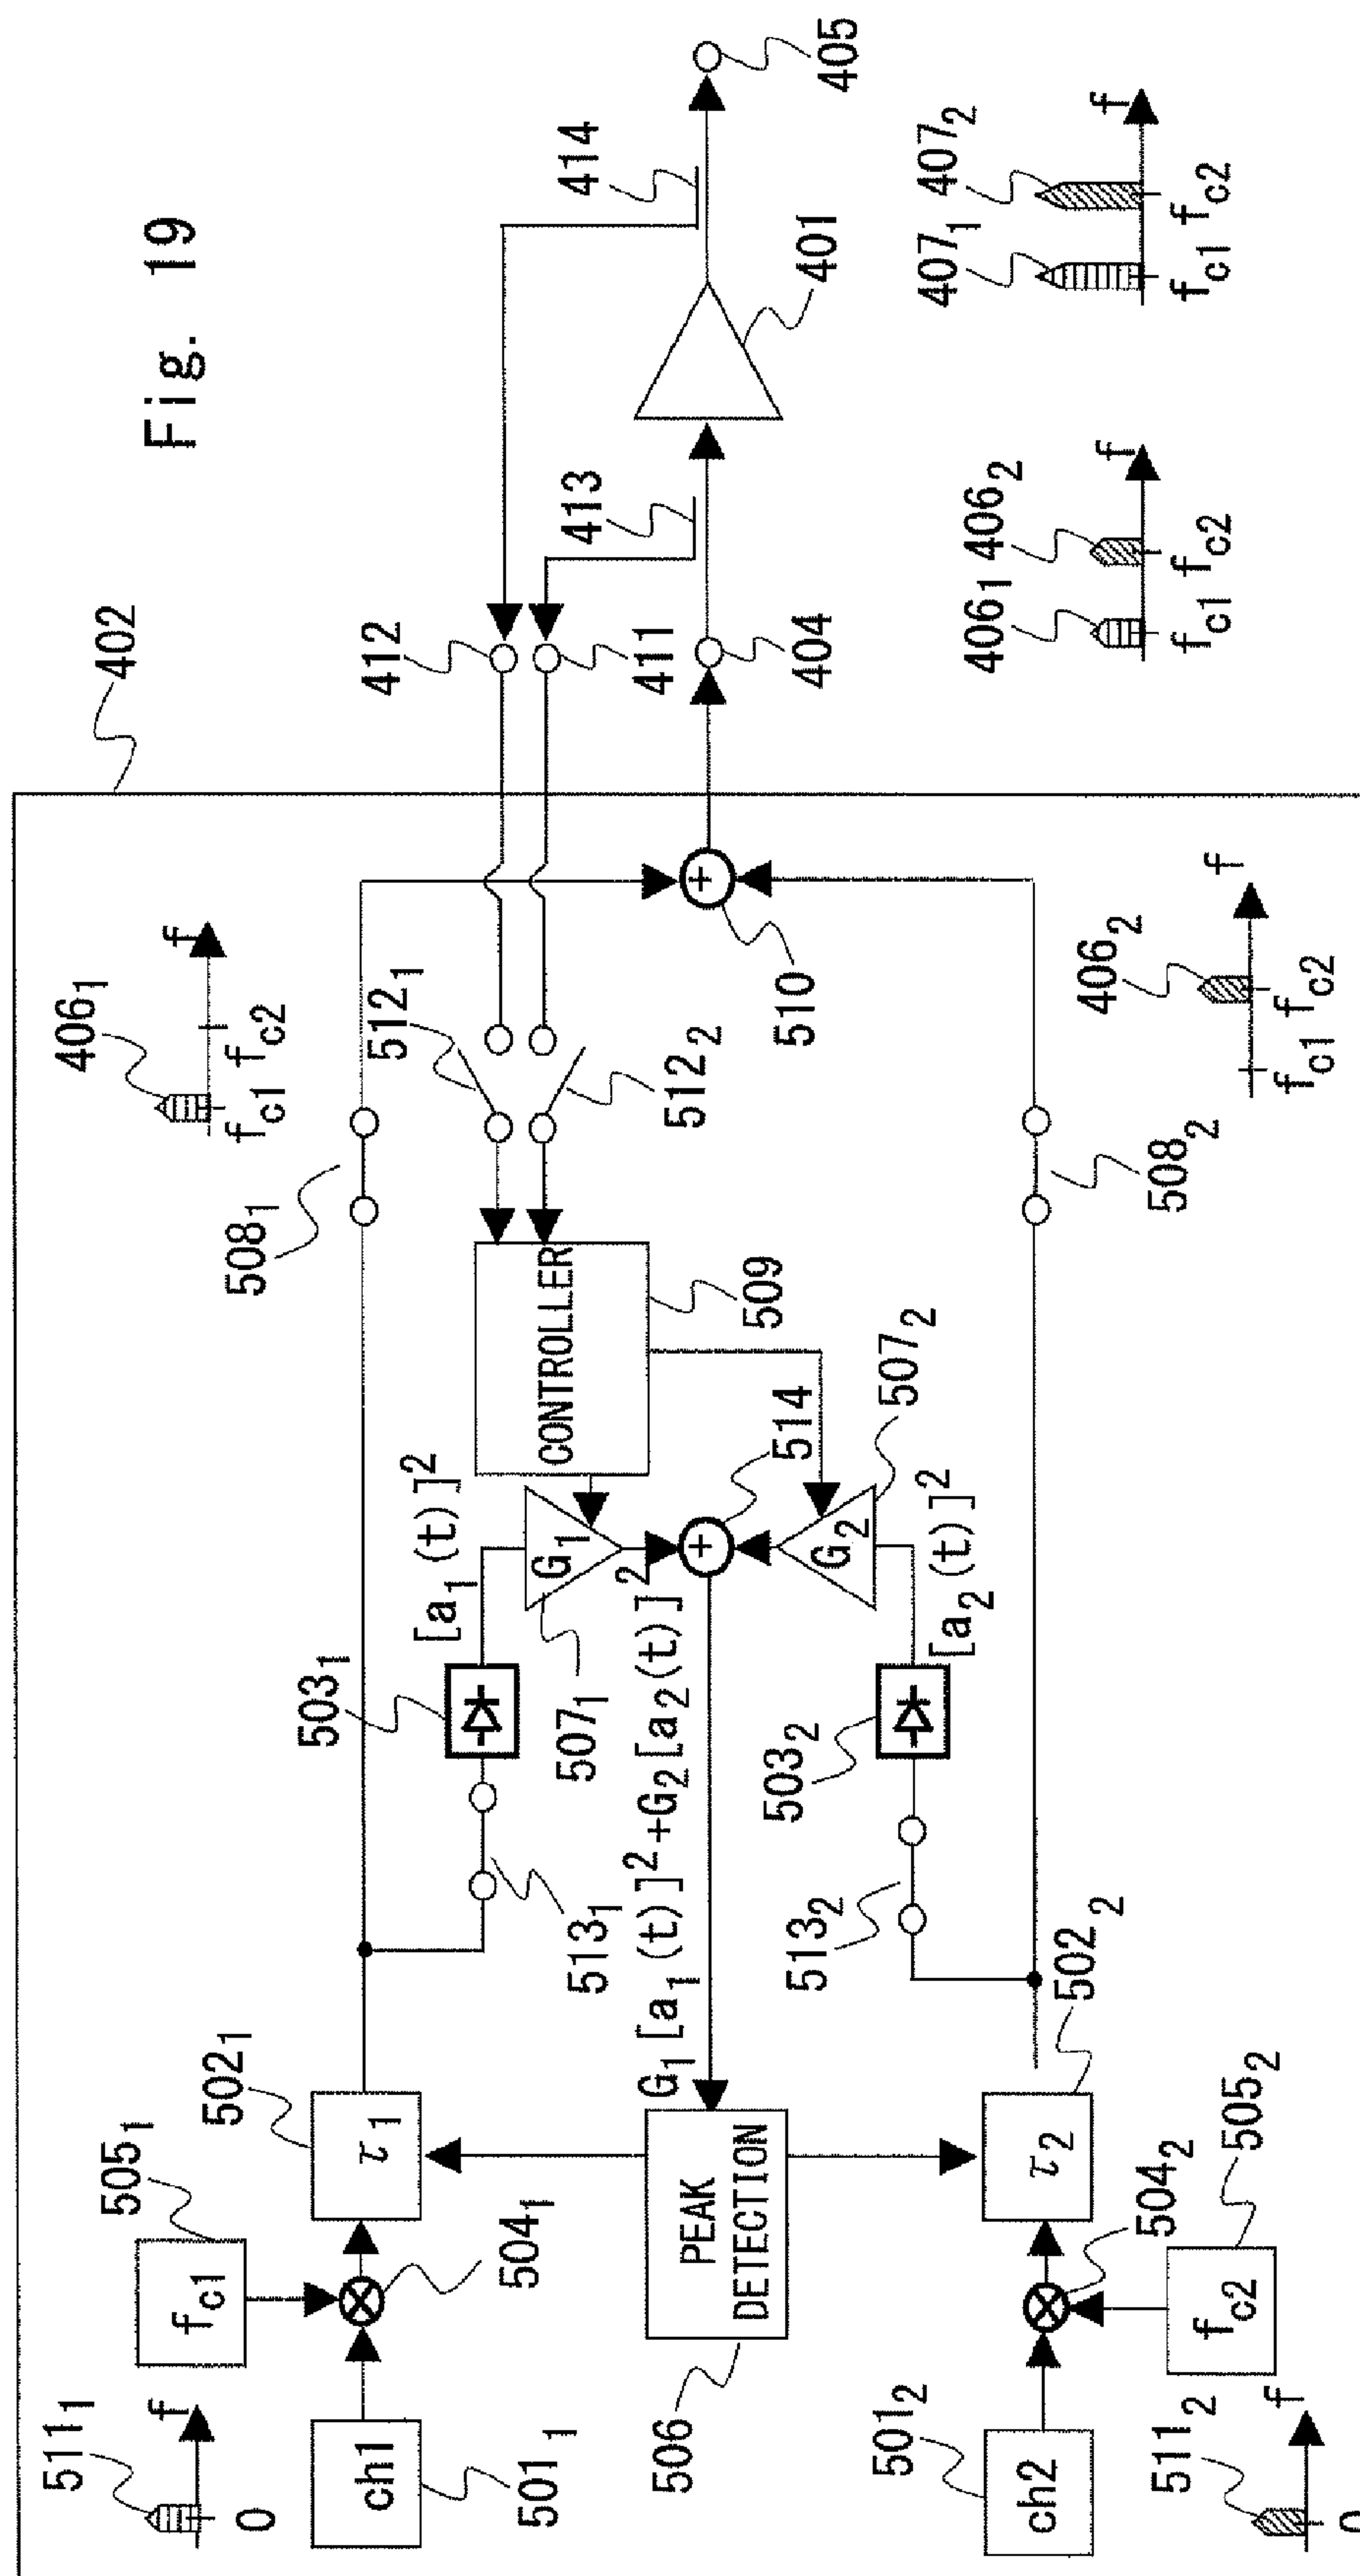 Fig. 19
402
511₁
f
0
505₁
f_c1
ch1
501₁
504₁
502₁
τ₁
508₁
406₁
f
f_c1 f_c2
503₁
513₁
[a₁(t)]²
G₁
507₁
CONTROLLER
509
512₁
512₂
412
411
413
414
G₁[a₁(t)]²+G₂[a₂(t)]²
514
510
404
401
405
506
PEAK
DETECTION
G₂
507₂
[a₂(t)]²
503₂
513₂
508₂
τ₂
502₂
504₂
505₂
f_c2
ch2
501₂
511₂
f
0
406₂
f
f_c1 f_c2
406₁ 406₂
f
f_c1 f_c2
407₁ 407₂
f
f_c1 f_c2